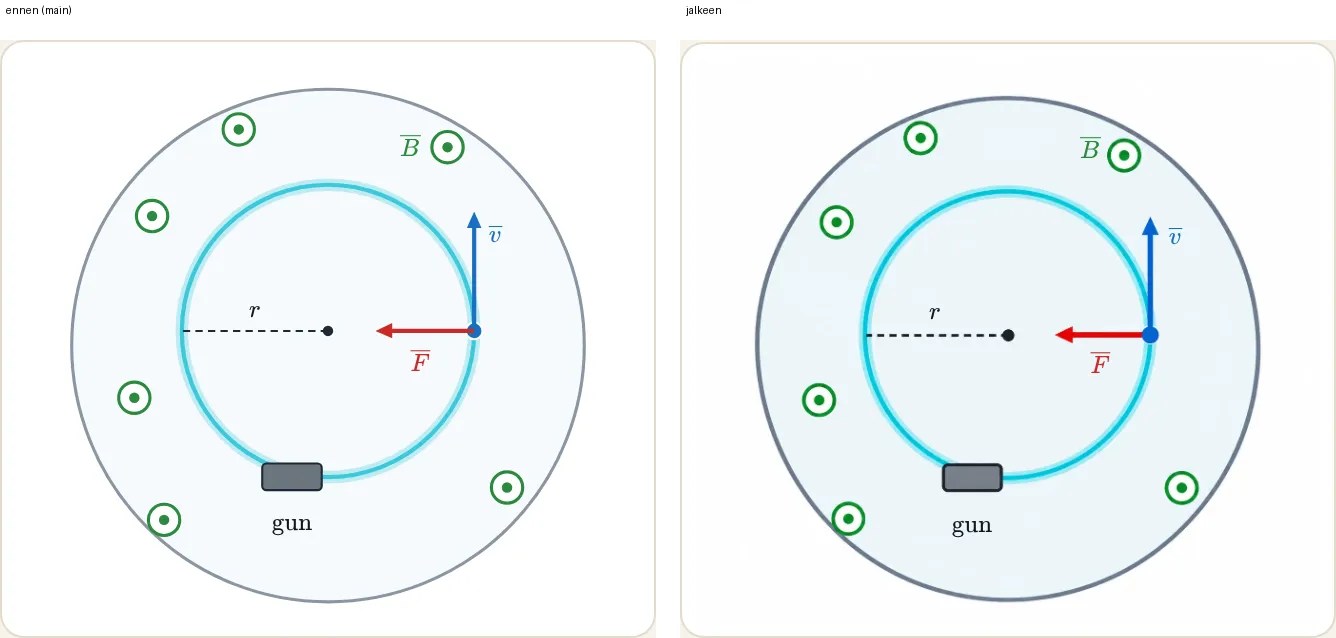 ennen (main)
B̅
v̅
r
F̅
gun
jalkeen
B̅
v̅
r
F̅
gun